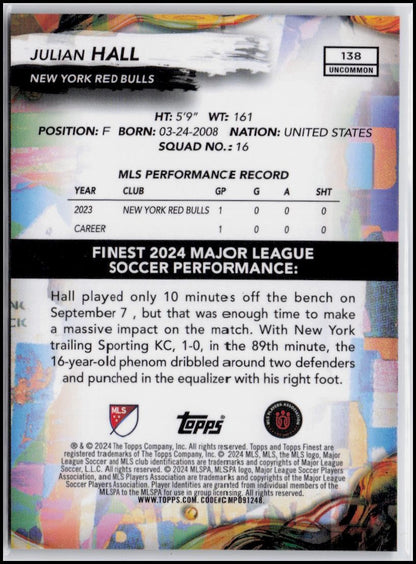 JULIAN HALL
NEW YORK RED BULLS
138
UNCOMMON
HT: 5'9" WT: 161
POSITION: F BORN: 03-24-2008 NATION: UNITED STATES
SQUAD NO.: 16
MLS PERFORMANCE RECORD
YEAR CLUB GP G A SHT
2023 NEW YORK RED BULLS 1 0 0 0
CAREER 1 0 0 0
FINEST 2024 MAJOR LEAGUE
SOCCER PERFORMANCE:
Hall played only 10 minutes off the bench on
September 7 , but that was enough time to make
a massive impact on the match. With New York
trailing Sporting KC, 1-0, in the 89th minute, the
16-year-old phenom dribbled around two defenders
and punched in the equalizer with his right foot.
MLS
Topps
® & © 2024 The Topps Company, Inc. All rights reserved. Topps and Topps Finest are
registered trademarks of The Topps Company, Inc. © 2024 MLS, MLS, the MLS logo, Major
League Soccer and MLS club identifications are trademarks and copyrights of Major League
Soccer, L.L.C. All rights reserved. © 2024 MLSPA, MLSPA logo, Major League Soccer Players
Association, and MLS Players Association are trademarks and copyrights of the Major League
Soccer Players Association. Player Identities are granted from individual members of the
MLSPA to the MLSPA for use in group licensing. All rights reserved.
WWW.TOPPS.COM. CODE#CMP091248.